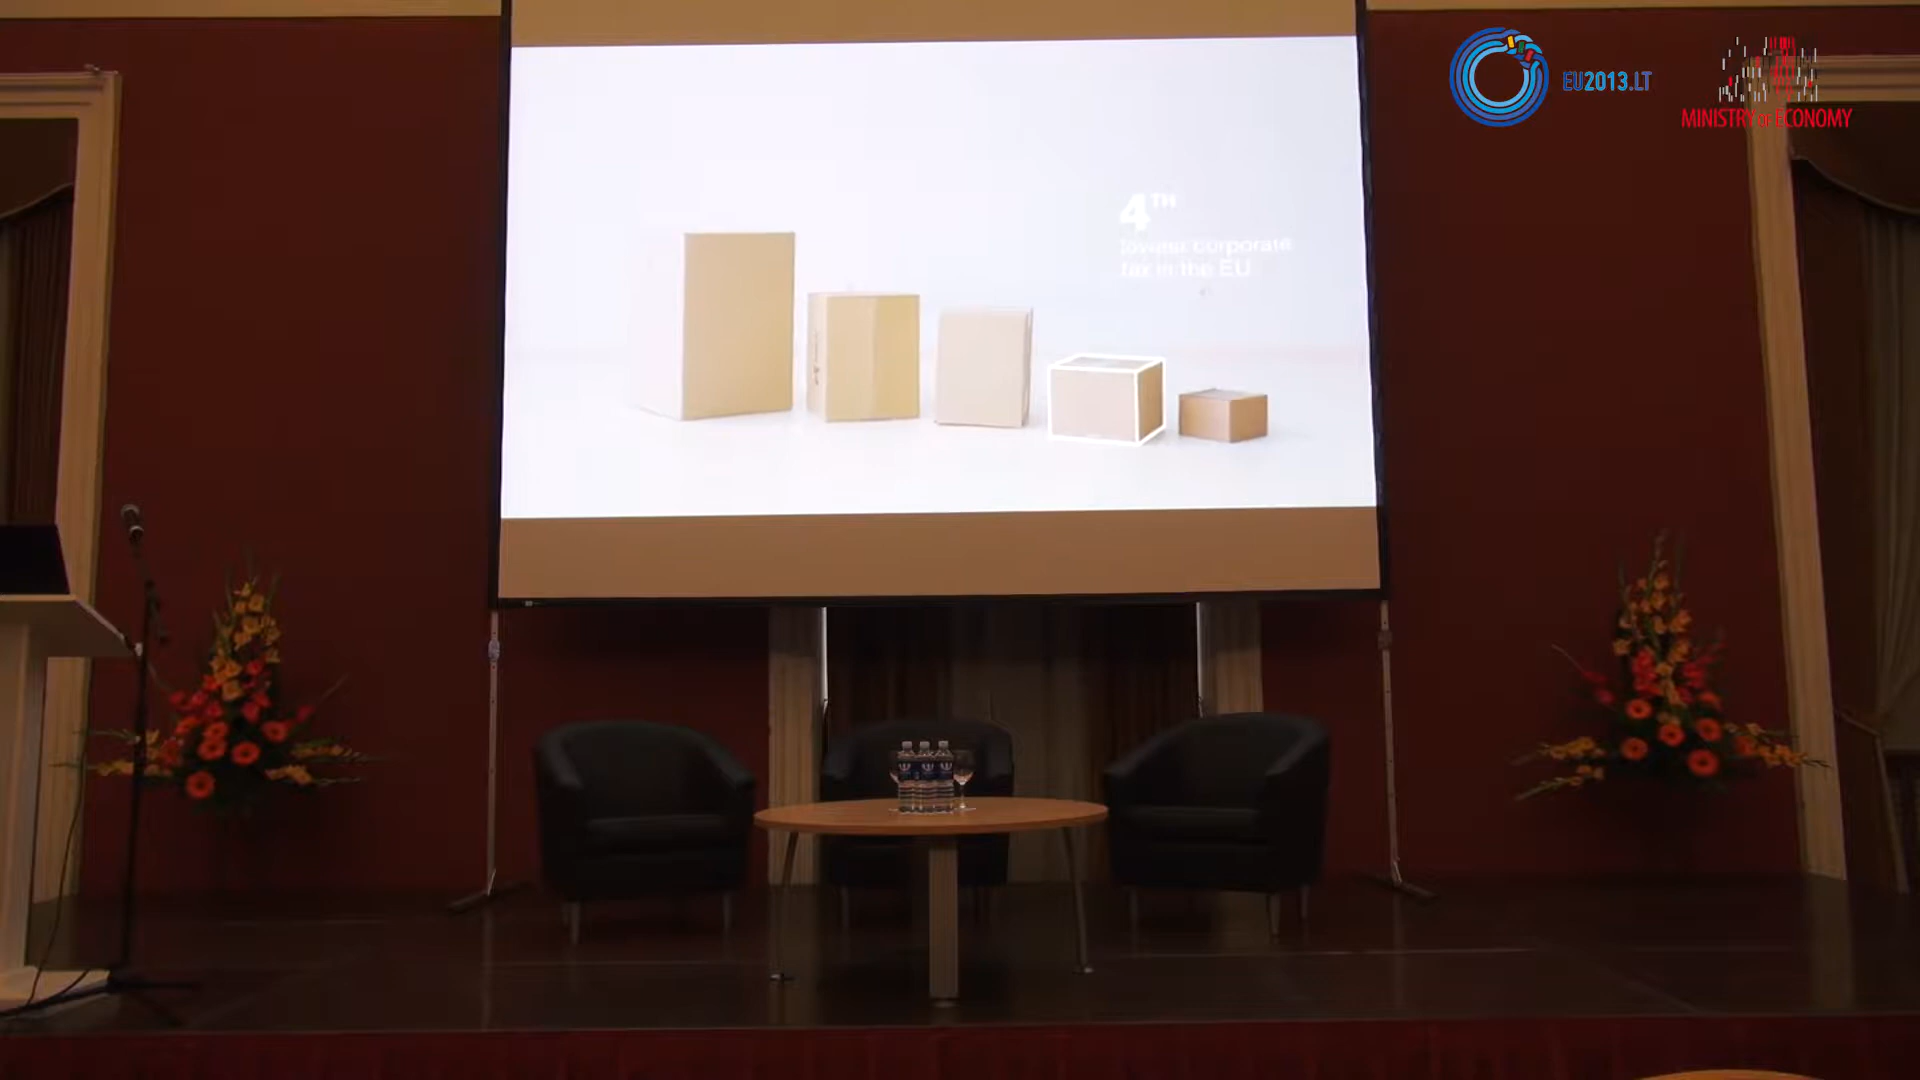 EU2013.LT
MINISTRY OF ECONOMY
4TH
lowest corporate
tax in the EU